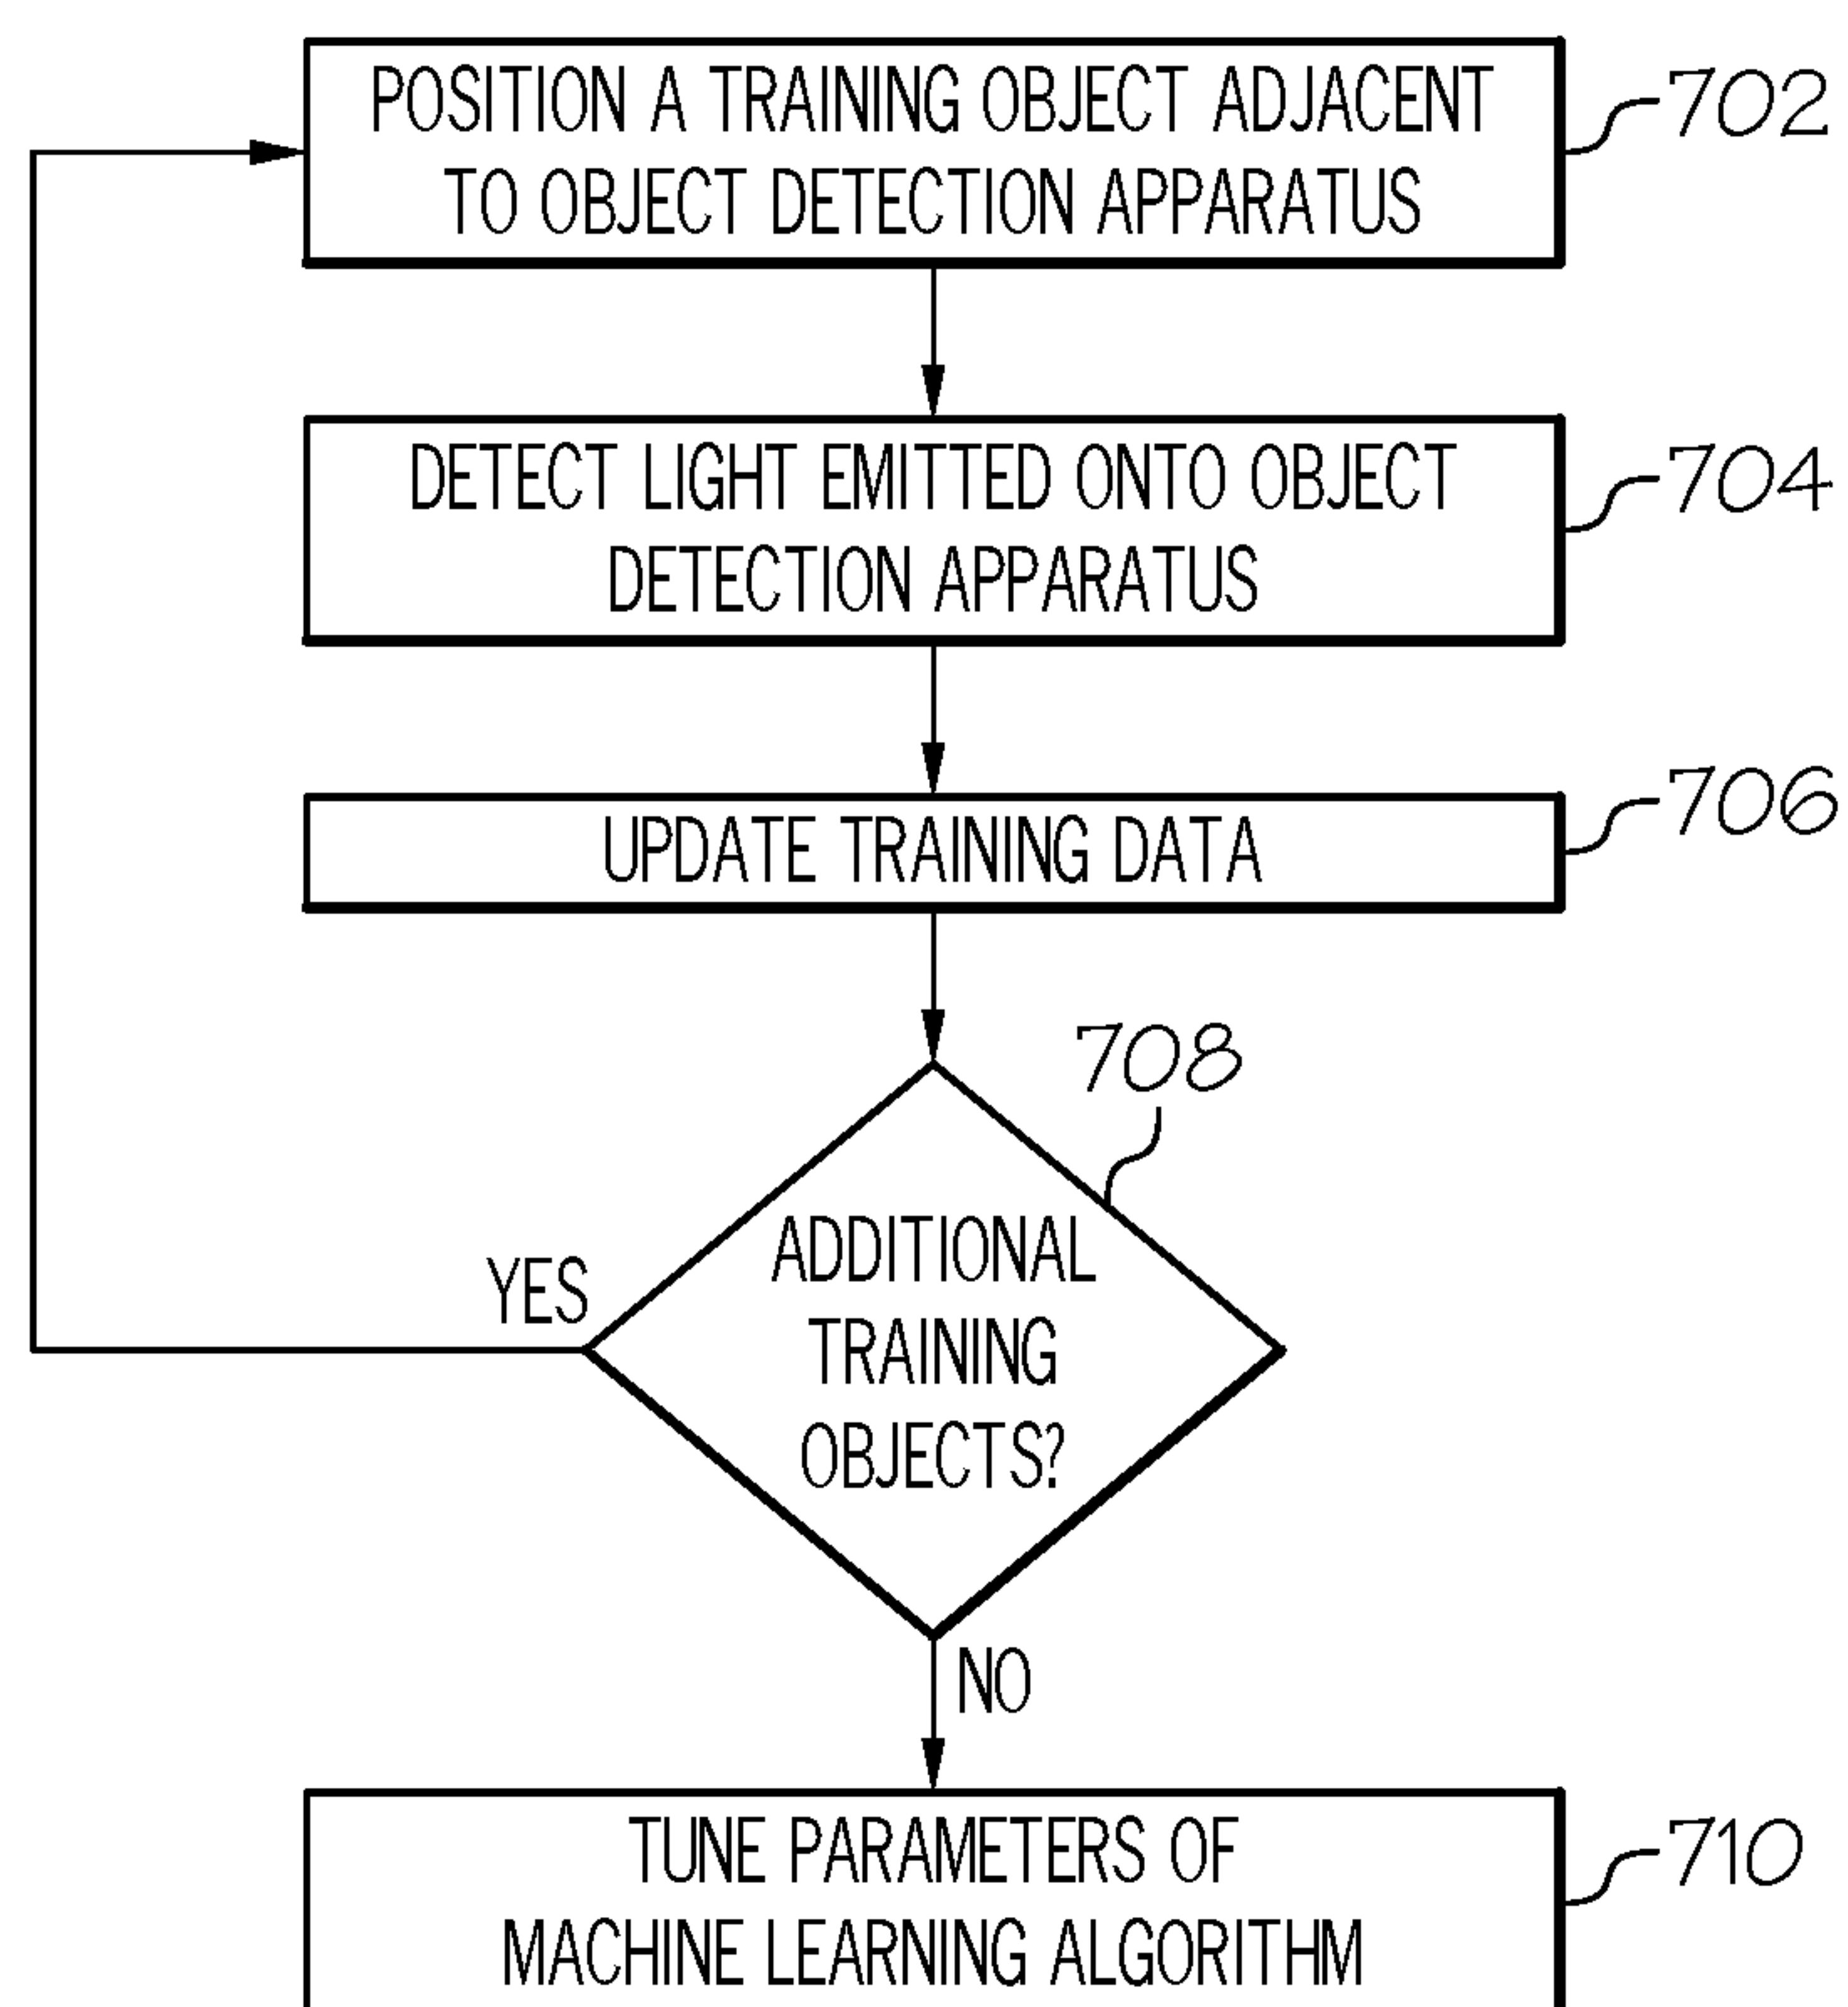 POSITION A TRAINING OBJECT ADJACENT
TO OBJECT DETECTION APPARATUS
702
DETECT LIGHT EMITTED ONTO OBJECT
DETECTION APPARATUS
704
UPDATE TRAINING DATA
706
708
ADDITIONAL
TRAINING
OBJECTS?
YES
NO
TUNE PARAMETERS OF
MACHINE LEARNING ALGORITHM
710